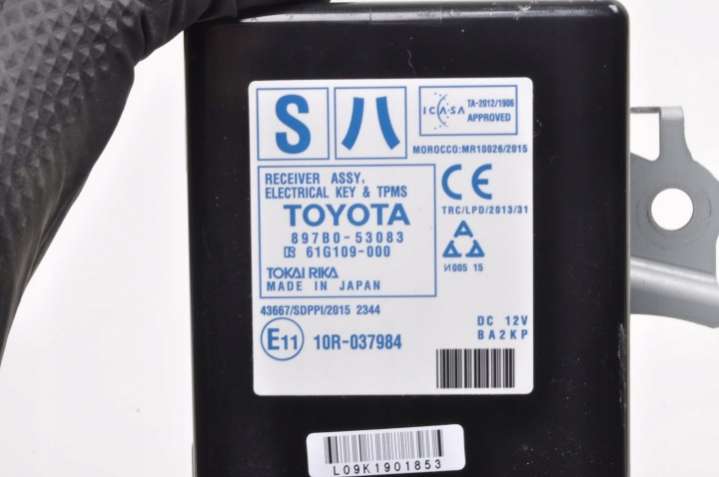 S ハ
ICASA TA-2012/1906
APPROVED
MOROCCO:MR10026/2015
RECEIVER ASSY,
ELECTRICAL KEY & TPMS
TOYOTA
897B0-53083
61G109-000
TOKAI RIKA
MADE IN JAPAN
CE
TRC/LPD/2013/31
005 15
43667/SDPPI/2015 2344
E11 10R-037984
DC 12V
BA2KP
L09K1901853